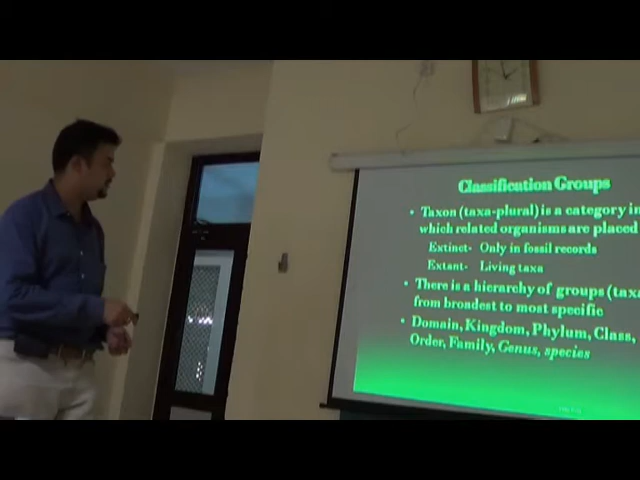 Classification Groups
• Taxon (taxa-plural) is a category in
which related organisms are placed
Extinct- Only in fossil records
Extant- Living taxa
• There is a hierarchy of groups (taxa
from broadest to most specific
• Domain, Kingdom, Phylum, Class,
Order, Family, Genus, species